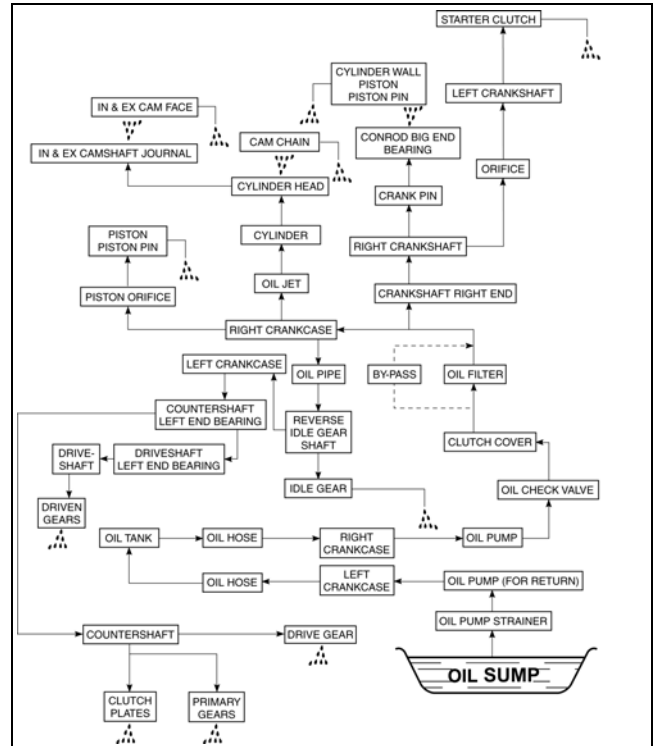 STARTER CLUTCH
CYLINDER WALL
PISTON
PISTON PIN
LEFT CRANKSHAFT
IN & EX CAM FACE
CAM CHAIN
CONROD BIG END
BEARING
IN & EX CAMSHAFT JOURNAL
ORIFICE
CYLINDER HEAD
CRANK PIN
PISTON
PISTON PIN
CYLINDER
RIGHT CRANKSHAFT
OIL JET
PISTON ORIFICE
CRANKSHAFT RIGHT END
RIGHT CRANKCASE
LEFT CRANKCASE
OIL PIPE
BY-PASS
OIL FILTER
COUNTERSHAFT
LEFT END BEARING
REVERSE
IDLE GEAR
SHAFT
CLUTCH COVER
DRIVE-
SHAFT
DRIVESHAFT
LEFT END BEARING
IDLE GEAR
OIL CHECK VALVE
DRIVEN
GEARS
OIL TANK
OIL HOSE
RIGHT
CRANKCASE
OIL PUMP
OIL HOSE
LEFT
CRANKCASE
OIL PUMP (FOR RETURN)
OIL PUMP STRAINER
COUNTERSHAFT
DRIVE GEAR
OIL SUMP
CLUTCH
PLATES
PRIMARY
GEARS